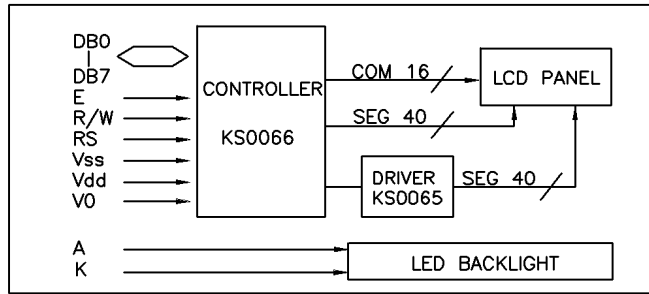 DB0
DB7
E
R/W
RS
Vss
Vdd
V0
A
K
CONTROLLER
KS0066
COM 16
SEG 40
LCD PANEL
DRIVER
KS0065
SEG 40
LED BACKLIGHT